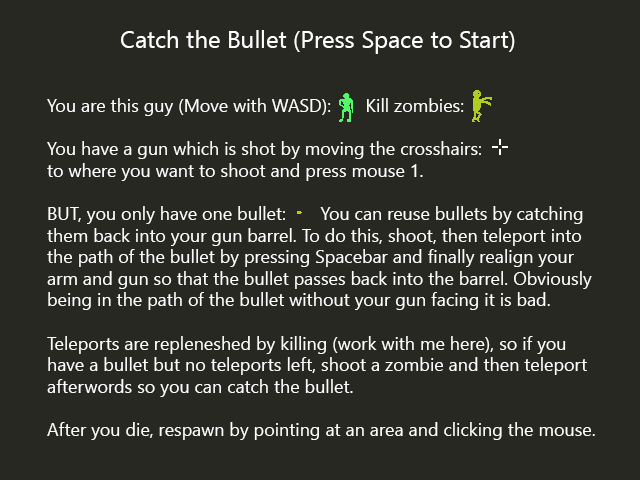 Catch the Bullet (Press Space to Start)
You are this guy (Move with WASD): Kill zombies:
You have a gun which is shot by moving the crosshairs:
to where you want to shoot and press mouse 1.
BUT, you only have one bullet: You can reuse bullets by catching
them back into your gun barrel. To do this, shoot, then teleport into
the path of the bullet by pressing Spacebar and finally realign your
arm and gun so that the bullet passes back into the barrel. Obviously
being in the path of the bullet without your gun facing it is bad.
Teleports are repleneshed by killing (work with me here), so if you
have a bullet but no teleports left, shoot a zombie and then teleport
afterwords so you can catch the bullet.
After you die, respawn by pointing at an area and clicking the mouse.